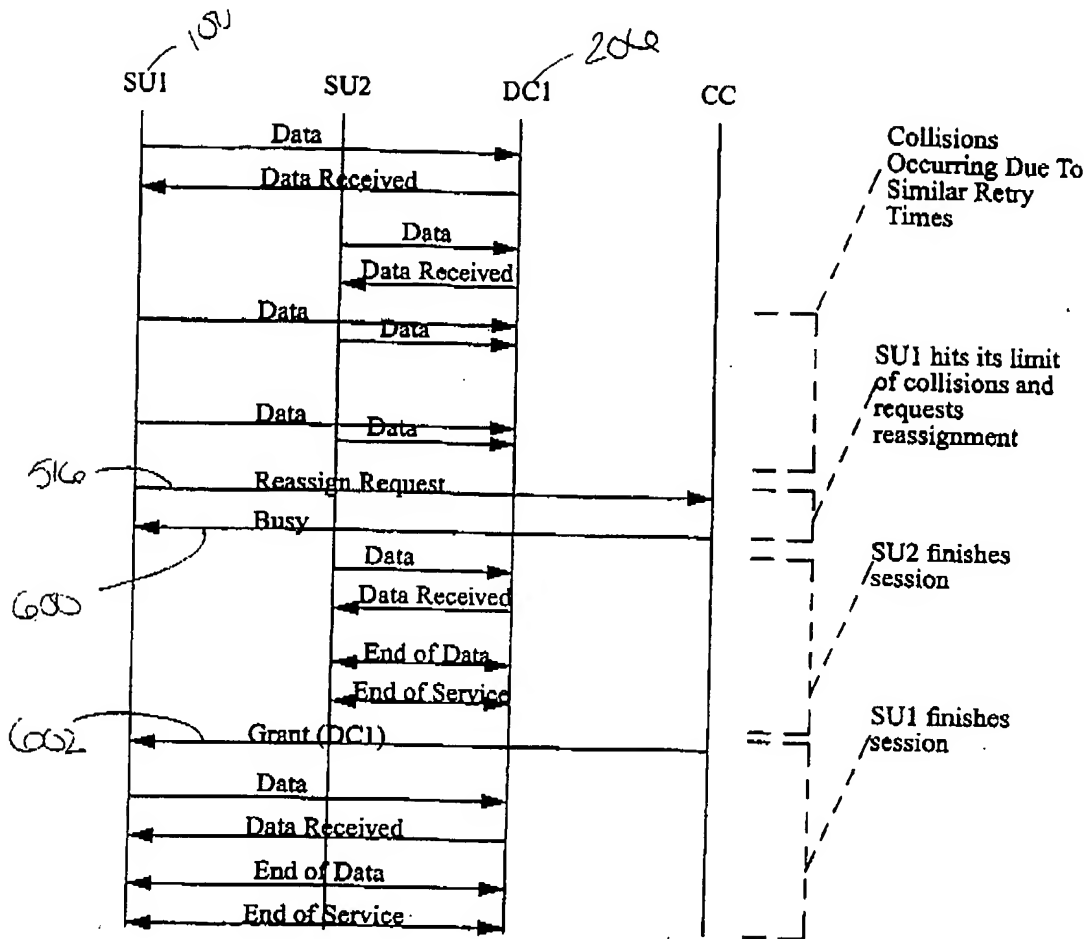 100
206
SU1
SU2
DC1
CC
Data
Data Received
Data
Data Received
Data
Data
Data
Data
516
Reassign Request
Busy
600
Data
Data Received
End of Data
End of Service
602
Grant (DC1)
Data
Data Received
End of Data
End of Service
Collisions
Occurring Due To
Similar Retry
Times
SU1 hits its limit
of collisions and
requests
reassignment
SU2 finishes
session
SU1 finishes
session